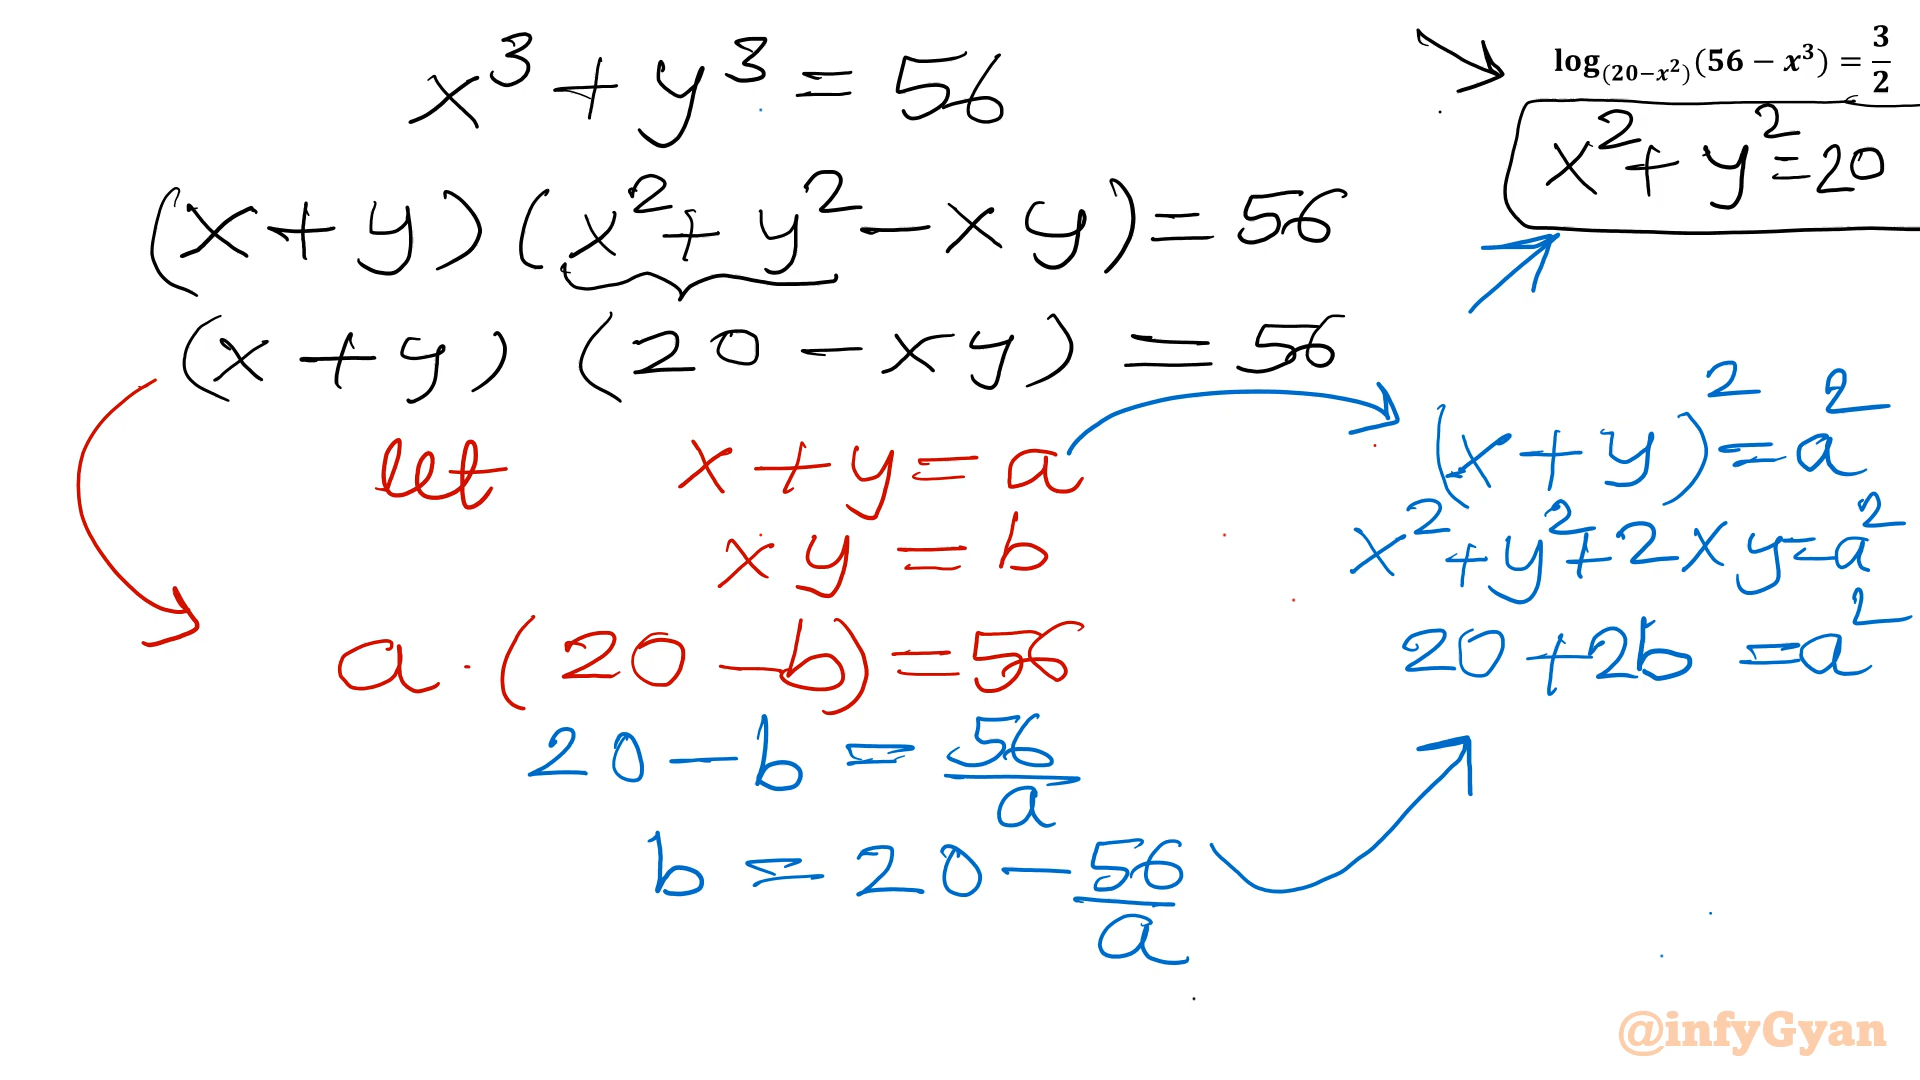 x³ + y³ = 56
log₍₂₀₋ₓ²₎(56 − x³) = 3/2
x² + y² = 20
(x + y) (x² + y² − xy) = 56
(x + y) (20 − xy) = 56
let x + y = a
xy = b
a · (20 − b) = 56
20 − b = 56/a
b = 20 − 56/a
(x + y)² = a²
x² + y² + 2xy = a²
20 + 2b = a²
@infyGyan